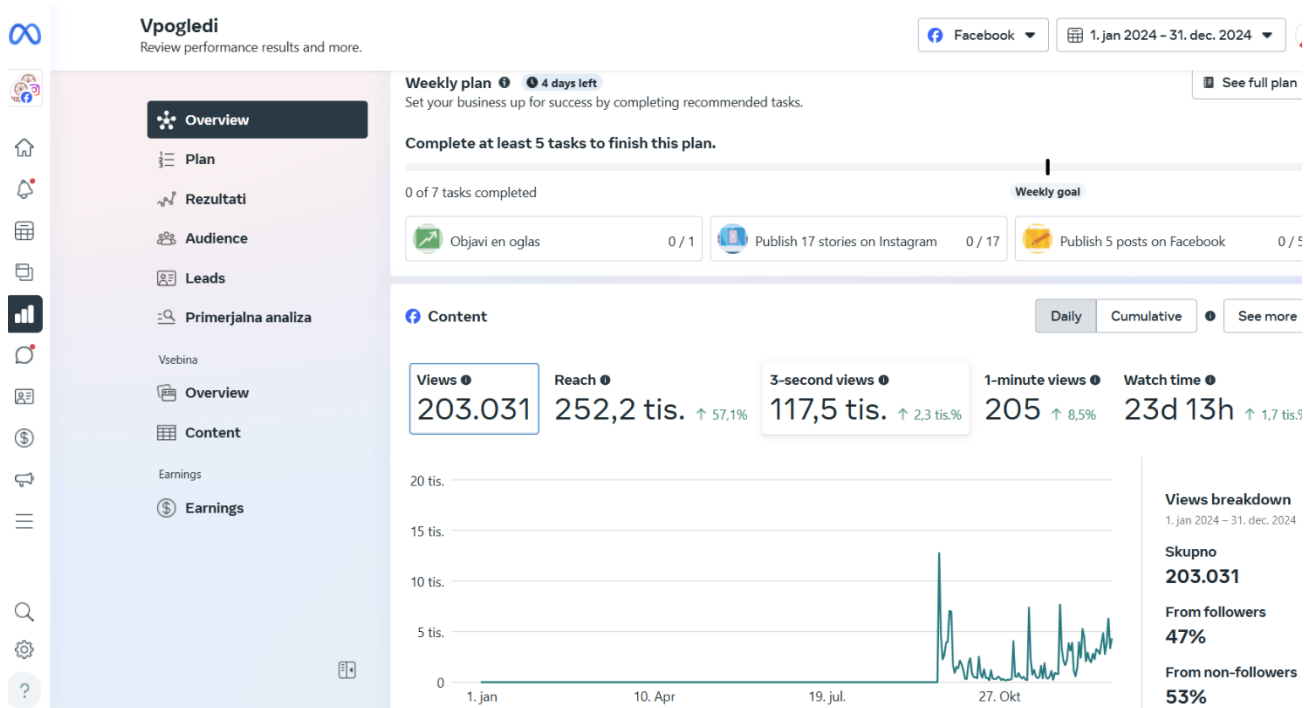 Vpogledi
Review performance results and more.
Facebook
1. jan 2024 – 31. dec. 2024
Overview
Plan
Rezultati
Audience
Leads
Primerjalna analiza
Vsebina
Overview
Content
Earnings
Earnings
Weekly plan 4 days left
See full plan
Set your business up for success by completing recommended tasks.
Complete at least 5 tasks to finish this plan.
0 of 7 tasks completed
Weekly goal
Objavi en oglas 0 / 1
Publish 17 stories on Instagram 0 / 17
Publish 5 posts on Facebook 0 / 5
Content
Daily
Cumulative
See more
Views
203.031
Reach
252,2 tis. ↑ 57,1%
3-second views
117,5 tis. ↑ 2,3 tis.%
1-minute views
205 ↑ 8,5%
Watch time
23d 13h ↑ 1,7 tis.%
20 tis.
15 tis.
10 tis.
5 tis.
0
1. jan
10. Apr
19. jul.
27. Okt
Views breakdown
1. jan 2024 – 31. dec. 2024
Skupno
203.031
From followers
47%
From non-followers
53%
?